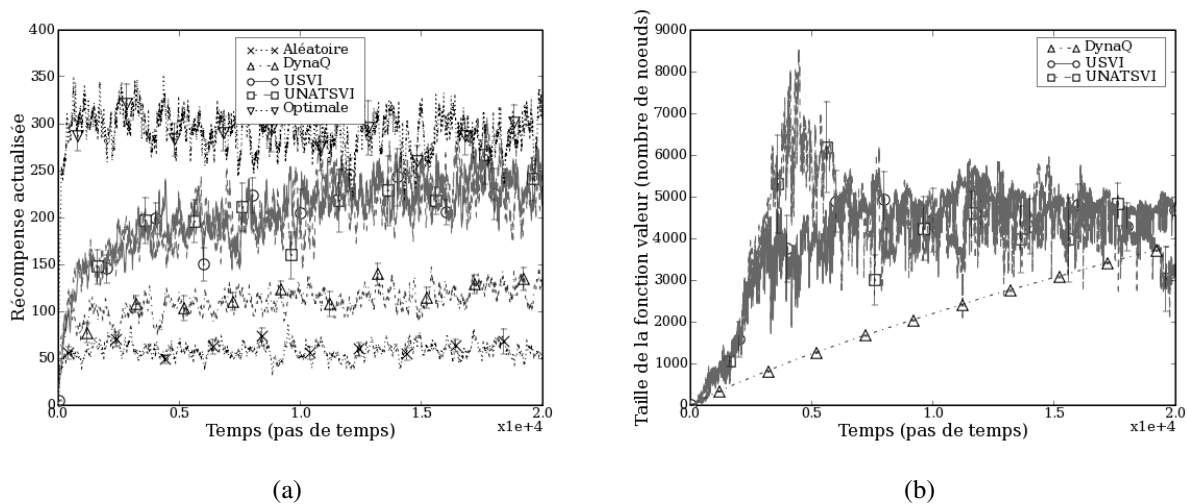 400
350
300
250
200
150
100
50
0
Récompense actualisée
Aléatoire
DynaQ
USVI
UNATSVI
Optimale
0.0
0.5
1.0
1.5
2.0
x1e+4
Temps (pas de temps)
(a)
9000
8000
7000
6000
5000
4000
3000
2000
1000
0
Taille de la fonction valeur (nombre de noeuds)
DynaQ
USVI
UNATSVI
0.0
0.5
1.0
1.5
2.0
x1e+4
Temps (pas de temps)
(b)